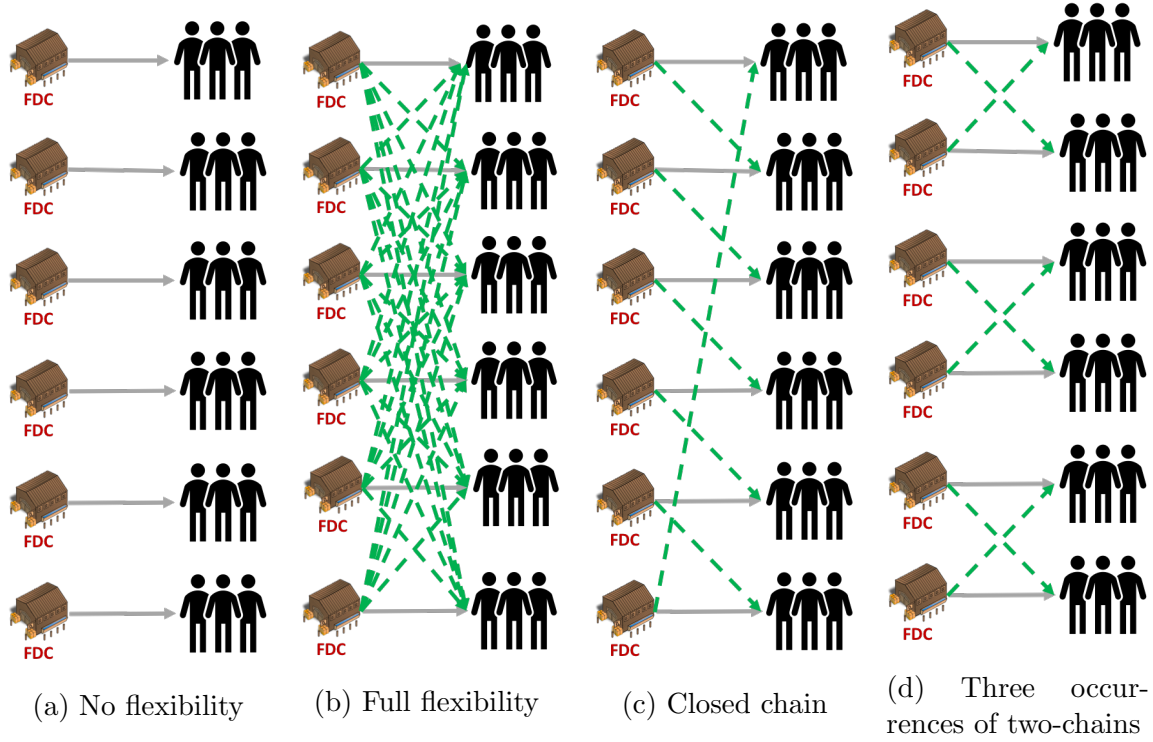 FDC FDC FDC FDC
FDC FDC FDC FDC
FDC FDC FDC FDC
FDC FDC FDC FDC
FDC FDC FDC FDC
FDC FDC FDC FDC
(a) No flexibility
(b) Full flexibility
(c) Closed chain
(d) Three occur-
rences of two-chains